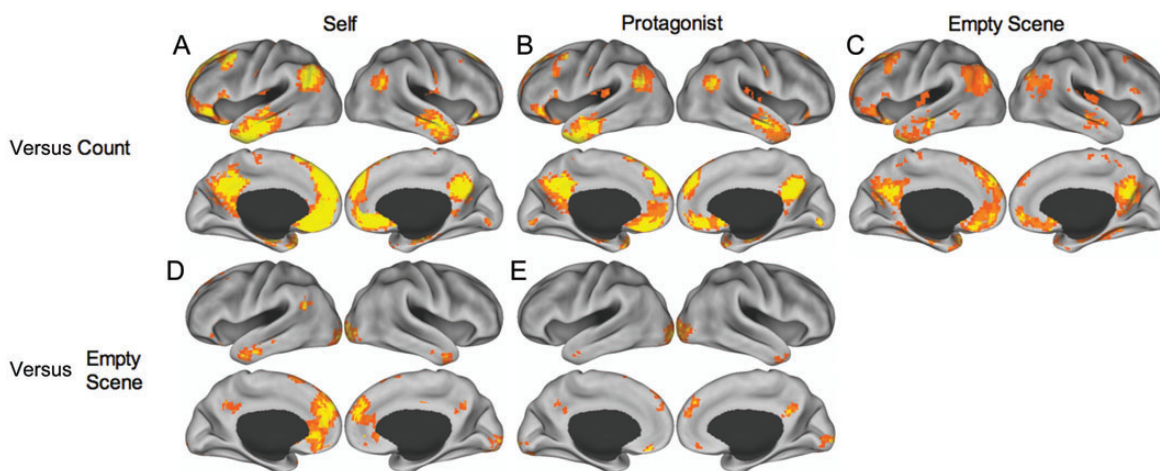 Self Protagonist Empty Scene
A B C
Versus Count
D E
Versus Empty
Scene